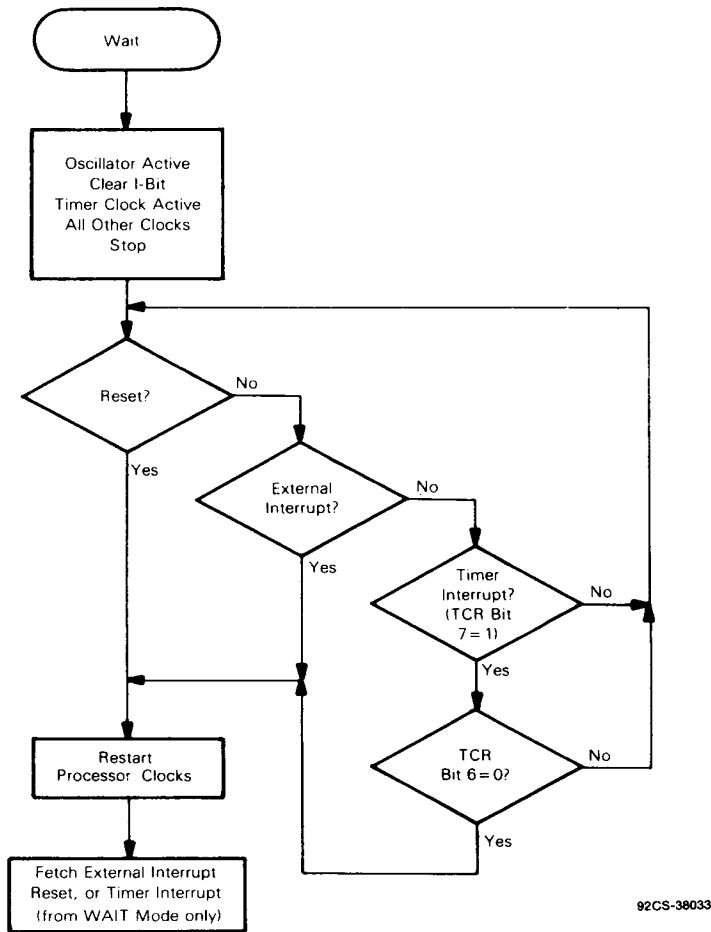 Wait
Oscillator Active
Clear I-Bit
Timer Clock Active
All Other Clocks
Stop
Reset?
No
Yes
External
Interrupt?
No
Yes
Timer
Interrupt?
(TCR Bit
7=1)
No
Yes
TCR
Bit 6=0?
No
Yes
Restart
Processor Clocks
Fetch External Interrupt
Reset, or Timer Interrupt
(from WAIT Mode only)
92CS-38033